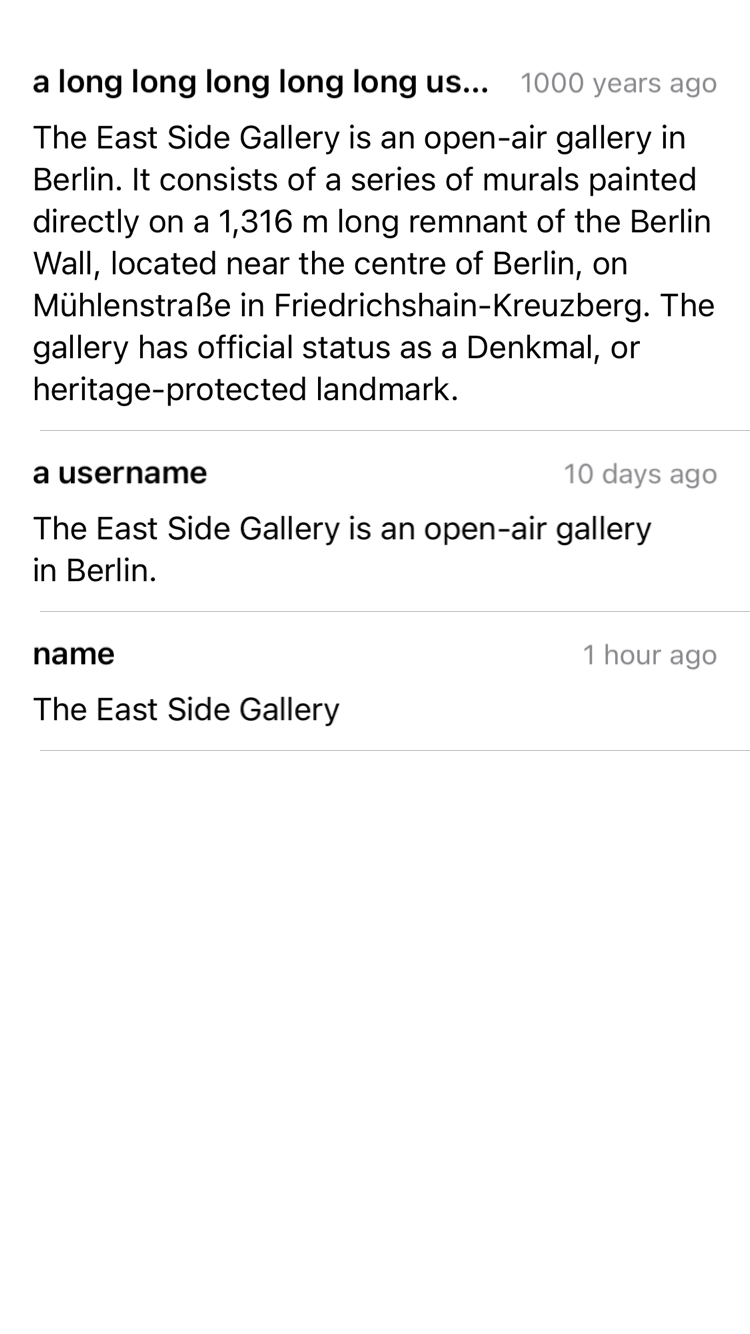 a long long long long long us... 1000 years ago
The East Side Gallery is an open-air gallery in
Berlin. It consists of a series of murals painted
directly on a 1,316 m long remnant of the Berlin
Wall, located near the centre of Berlin, on
Mühlenstraße in Friedrichshain-Kreuzberg. The
gallery has official status as a Denkmal, or
heritage-protected landmark.
a username 10 days ago
The East Side Gallery is an open-air gallery
in Berlin.
name 1 hour ago
The East Side Gallery